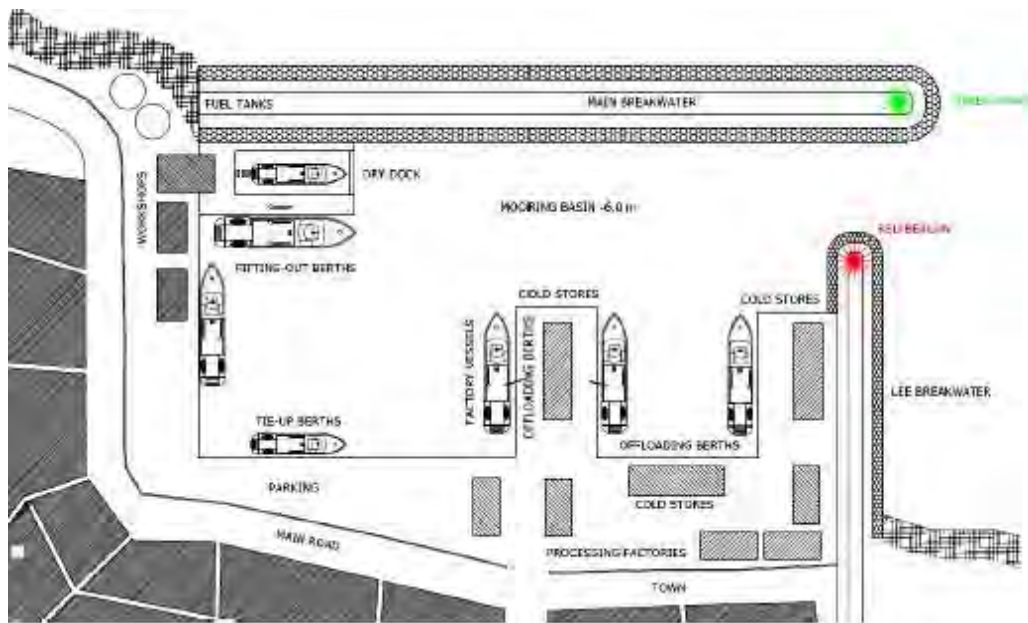 FUEL TANKS
MAIN BREAKWATER
DRY DOCK
WORKSHOPS
MOORING BASIN -6.0 m
RED BEACON
FITTING-OUT BERTHS
COLD STORES
COLD STORES
FACTORY VESSELS
OFFLOADING BERTHS
LEE BREAKWATER
TIE-UP BERTHS
OFFLOADING BERTHS
PARKING
COLD STORES
MAIN ROAD
PROCESSING FACTORIES
TOWN